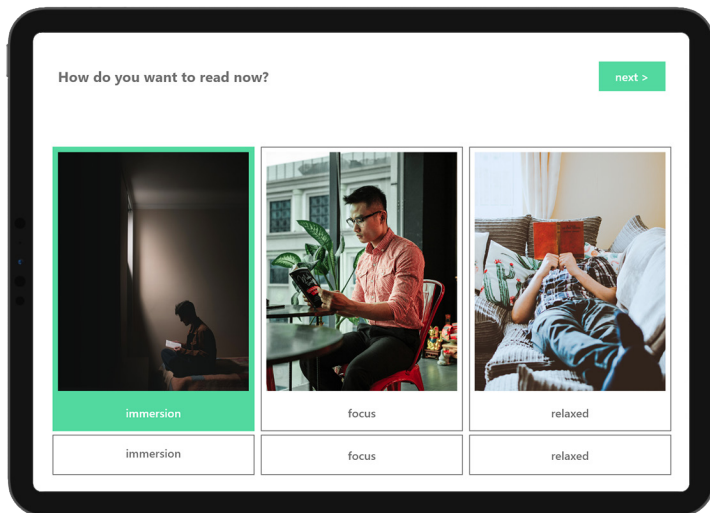 How do you want to read now?
next >
immersion
focus
relaxed
immersion
focus
relaxed